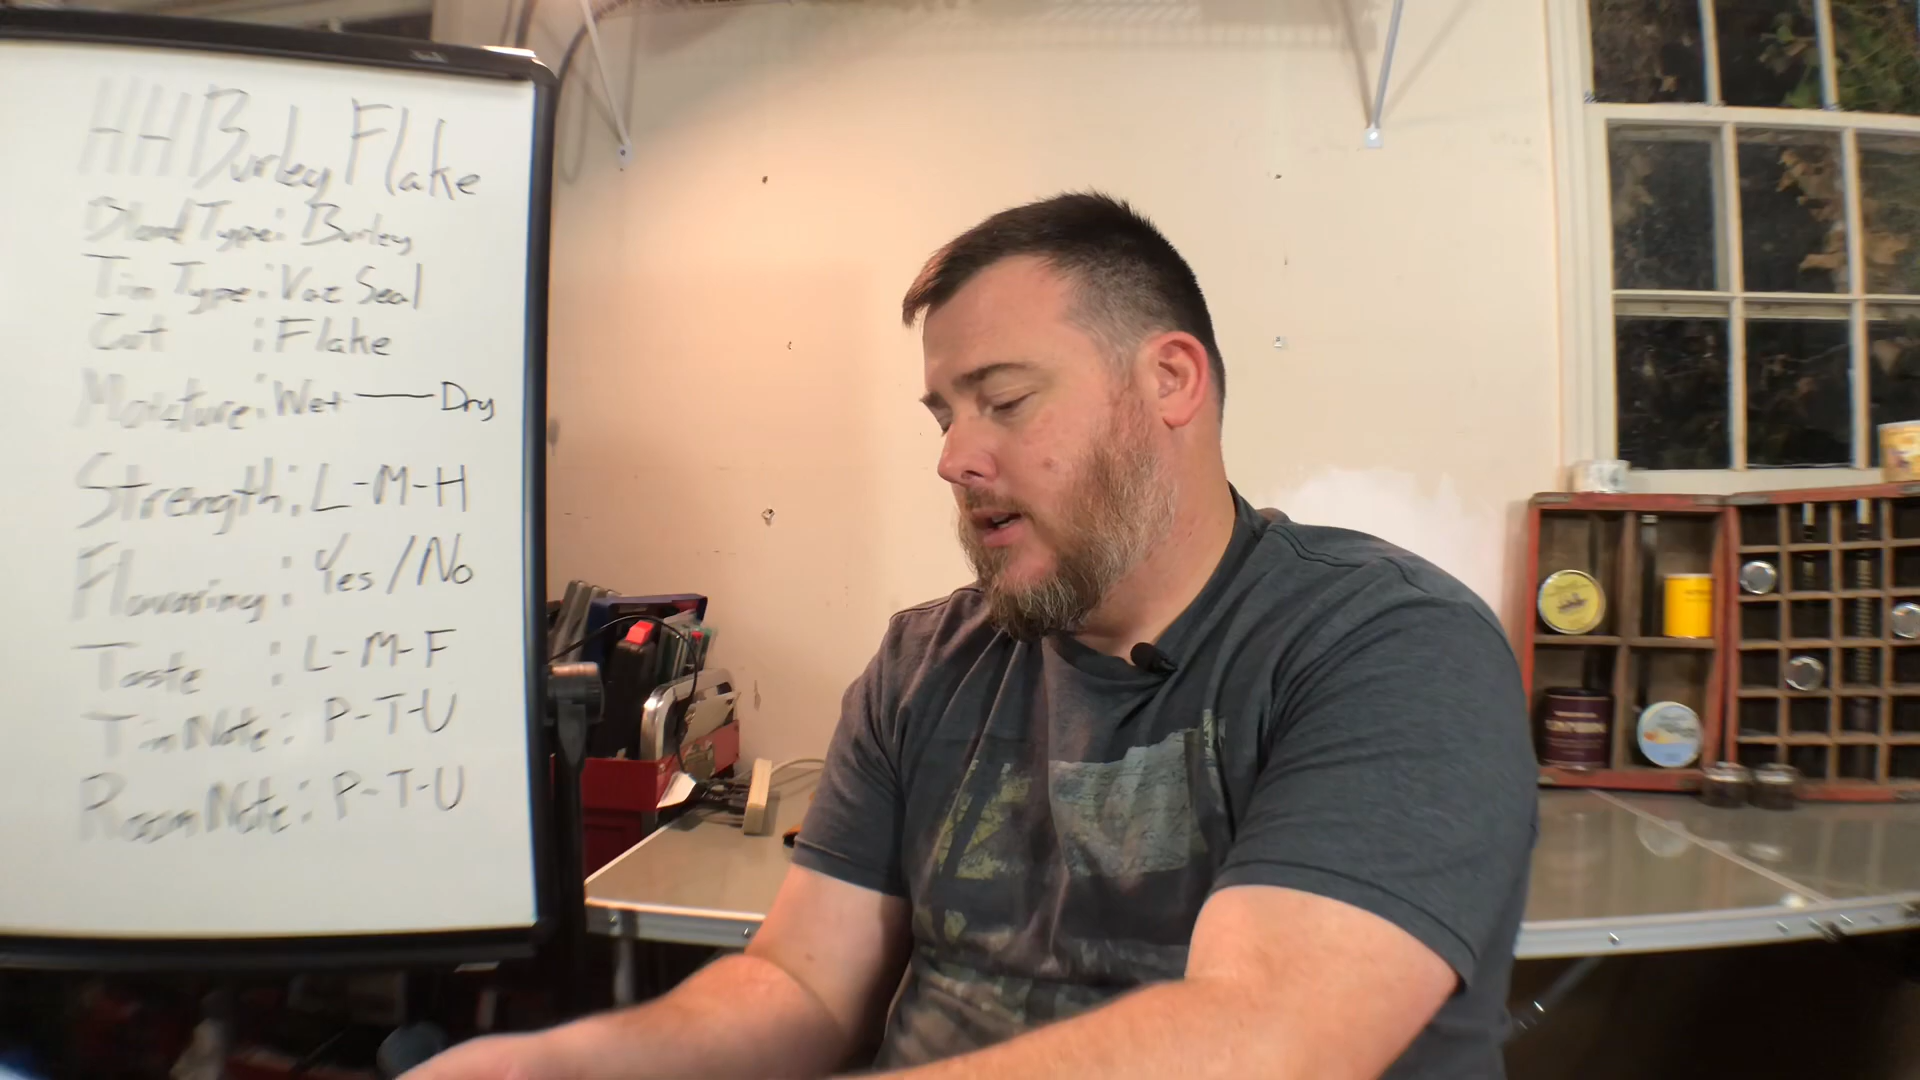 HH Burley Flake
Blend Type: Burley
Tin Type: Vac Seal
Cut : Flake
Moisture: Wet — Dry
Strength: L-M-H
Flavoring: Yes/No
Taste : L-M-F
Tin Note: P-T-U
Room Note: P-T-U